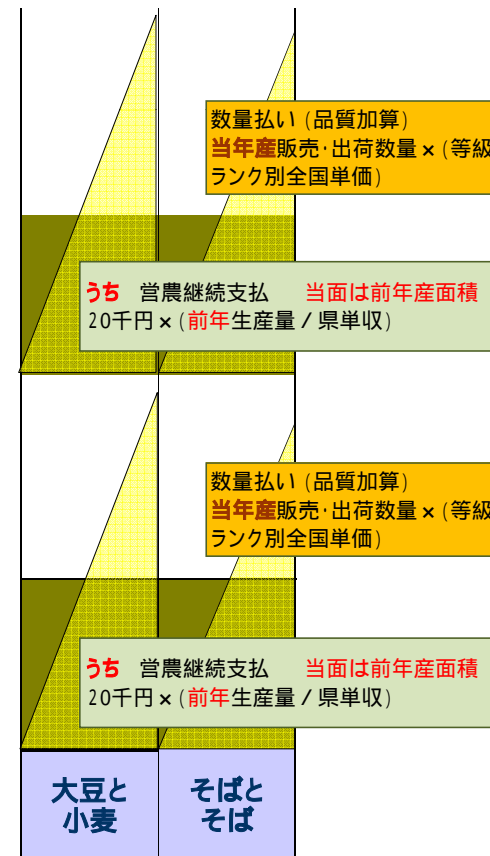 数量払い(品質加算)
当年産販売・出荷数量×(等級
ランク別全国単価)
うち 営農継続支払 当面は前年産面積
20千円×(前年生産量/県単収)
数量払い(品質加算)
当年産販売・出荷数量×(等級
ランク別全国単価)
うち 営農継続支払 当面は前年産面積
20千円×(前年生産量/県単収)
大豆と
小麦
そばと
そば